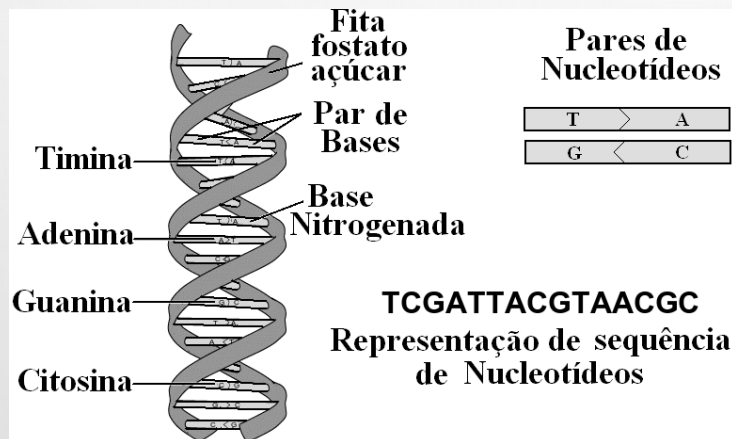 Fita
fostato
açúcar
Par de
Bases
Timina
Base
Nitrogenada
Adenina
Guanina
Citosina
Pares de
Nucleotídeos
T A
G C
TCGATTACGTAACGC
Representação de sequência
de Nucleotídeos